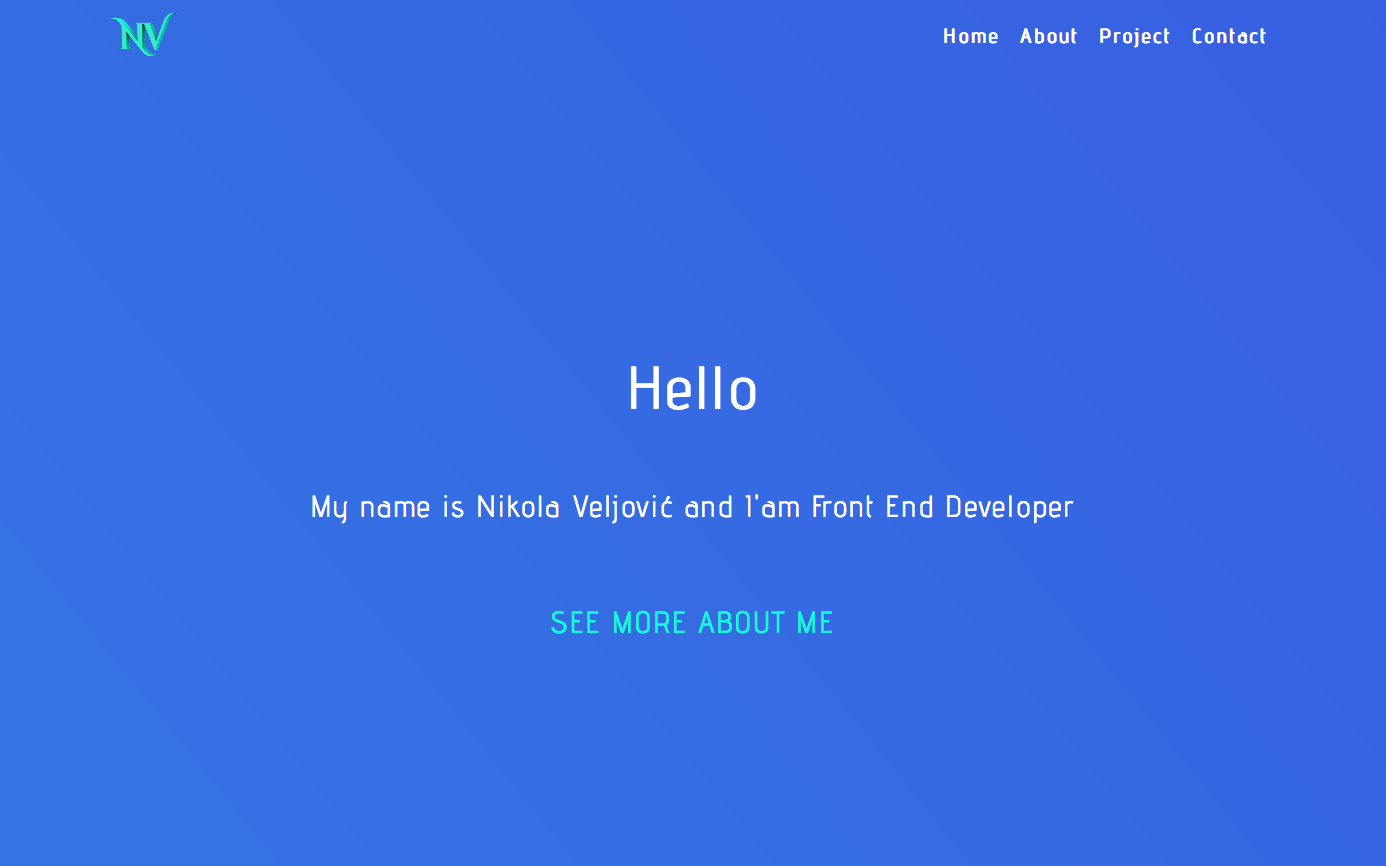 NV
Home About Project Contact
Hello
My name is Nikola Veljović and I'am Front End Developer
SEE MORE ABOUT ME